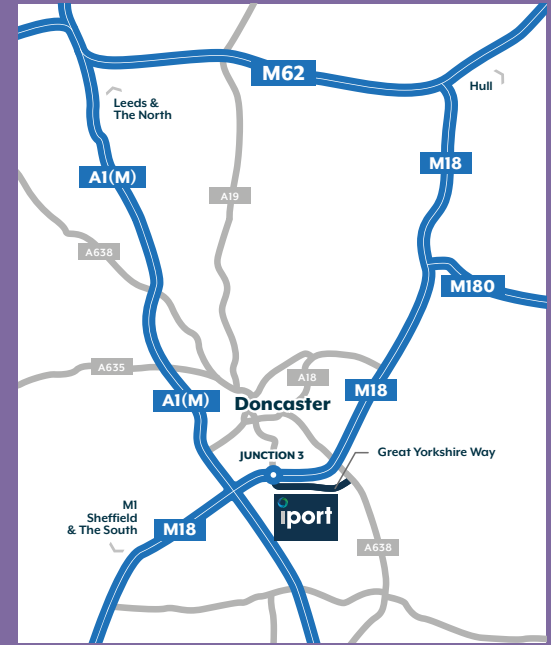 M62
Hull
Leeds &
The North
M18
A1(M)
A19
A638
M180
A635
A18
M18
A1(M)
Doncaster
JUNCTION 3
Great Yorkshire Way
M1
Sheffield
& The South
M18
iport
A638